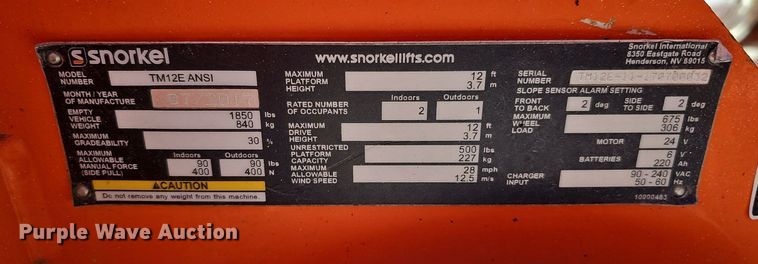 snorkel
www.snorkellifts.com
Snorkel International
8350 Eastgate Road
Henderson, NV 89015
MODEL NUMBER TM12E ANSI
MONTH / YEAR OF MANUFACTURE
EMPTY VEHICLE WEIGHT 1850 lbs
840 kg
MAXIMUM GRADEABILITY 30 %
Indoors Outdoors
MAXIMUM ALLOWABLE MANUAL FORCE (SIDE PULL) 90 90 lbs
400 400 N
CAUTION
Do not remove any weight from this machine.
MAXIMUM PLATFORM HEIGHT 12 ft
3.7 m
Indoors Outdoors
RATED NUMBER OF OCCUPANTS 2 1
MAXIMUM DRIVE HEIGHT 12 ft
3.7 m
UNRESTRICTED PLATFORM CAPACITY 500 lbs
227 kg
MAXIMUM ALLOWABLE WIND SPEED 28 mph
12.5 m/s
SERIAL NUMBER
SLOPE SENSOR ALARM SETTING
FRONT TO BACK 2 deg SIDE TO SIDE 2 deg
MAXIMUM WHEEL LOAD 675 lbs
306 kg
MOTOR 24 V
BATTERIES 6 V
220 Ah
CHARGER INPUT 90 - 240 VAC
50 - 60 Hz
10000483
Purple Wave Auction